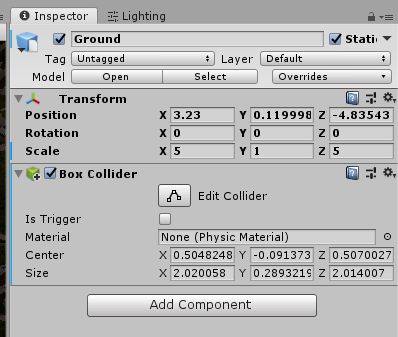 Inspector Lighting
Ground Static
Tag Untagged Layer Default
Model Open Select Overrides
Transform
Position X 3.23 Y 0.119998 Z -4.83543
Rotation X 0 Y 0 Z 0
Scale X 5 Y 1 Z 5
Box Collider
Edit Collider
Is Trigger
Material None (Physic Material)
Center X 0.5048248 Y -0.091373 Z 0.5070027
Size X 2.020058 Y 0.2893219 Z 2.014007
Add Component